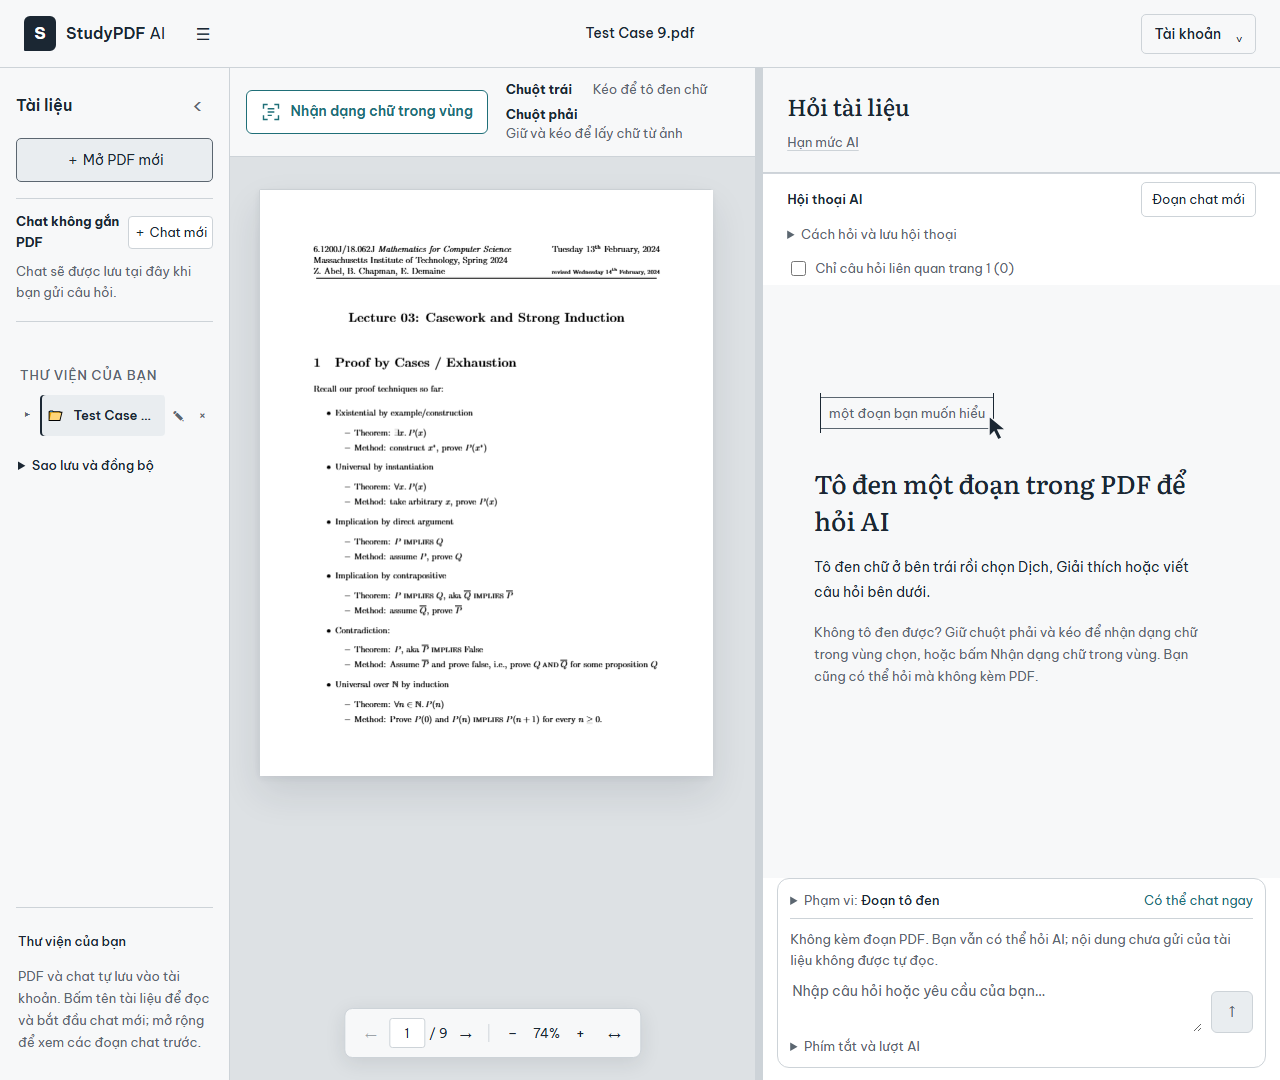 S StudyPDF AI ☰
Test Case 9.pdf
Tài khoản v
Tài liệu <
+ Mở PDF mới
Chat không gắn PDF
+ Chat mới
Chat sẽ được lưu tại đây khi
bạn gửi câu hỏi.
THƯ VIỆN CỦA BẠN
▸ Test Case ... ×
▶ Sao lưu và đồng bộ
Thư viện của bạn
PDF và chat tự lưu vào tài
khoản. Bấm tên tài liệu để đọc
và bắt đầu chat mới; mở rộng
để xem các đoạn chat trước.
Nhận dạng chữ trong vùng
Chuột trái Kéo để tô đen chữ
Chuột phải
Giữ và kéo để lấy chữ từ ảnh
6.1200J/18.062J Mathematics for Computer Science Tuesday 13th February, 2024
Massachusetts Institute of Technology, Spring 2024
Z. Abel, B. Chapman, E. Demaine revised Wednesday 14th February, 2024
Lecture 03: Casework and Strong Induction
1 Proof by Cases / Exhaustion
Recall our proof techniques so far:
• Existential by example/construction
– Theorem: ∃x. P(x)
– Method: construct x*, prove P(x*)
• Universal by instantiation
– Theorem: ∀x. P(x)
– Method: take arbitrary x, prove P(x)
• Implication by direct argument
– Theorem: P IMPLIES Q
– Method: assume P, prove Q
• Implication by contrapositive
– Theorem: P IMPLIES Q, aka Q̅ IMPLIES P̅
– Method: assume Q̅, prove P̅
• Contradiction:
– Theorem: P, aka P̅ IMPLIES False
– Method: Assume P̅ and prove false, i.e., prove Q AND Q̅ for some proposition Q
• Universal over ℕ by induction
– Theorem: ∀n ∈ ℕ. P(n)
– Method: Prove P(0) and P(n) IMPLIES P(n + 1) for every n ≥ 0.
← 1 / 9 → − 74% + ↔
Hỏi tài liệu
Hạn mức AI
Hội thoại AI
Đoạn chat mới
▶ Cách hỏi và lưu hội thoại
Chỉ câu hỏi liên quan trang 1 (0)
một đoạn bạn muốn hiểu
Tô đen một đoạn trong PDF để
hỏi AI
Tô đen chữ ở bên trái rồi chọn Dịch, Giải thích hoặc viết
câu hỏi bên dưới.
Không tô đen được? Giữ chuột phải và kéo để nhận dạng chữ
trong vùng chọn, hoặc bấm Nhận dạng chữ trong vùng. Bạn
cũng có thể hỏi mà không kèm PDF.
▶ Phạm vi: Đoạn tô đen
Có thể chat ngay
Không kèm đoạn PDF. Bạn vẫn có thể hỏi AI; nội dung chưa gửi của tài
liệu không được tự đọc.
Nhập câu hỏi hoặc yêu cầu của bạn...
↑
▶ Phím tắt và lượt AI